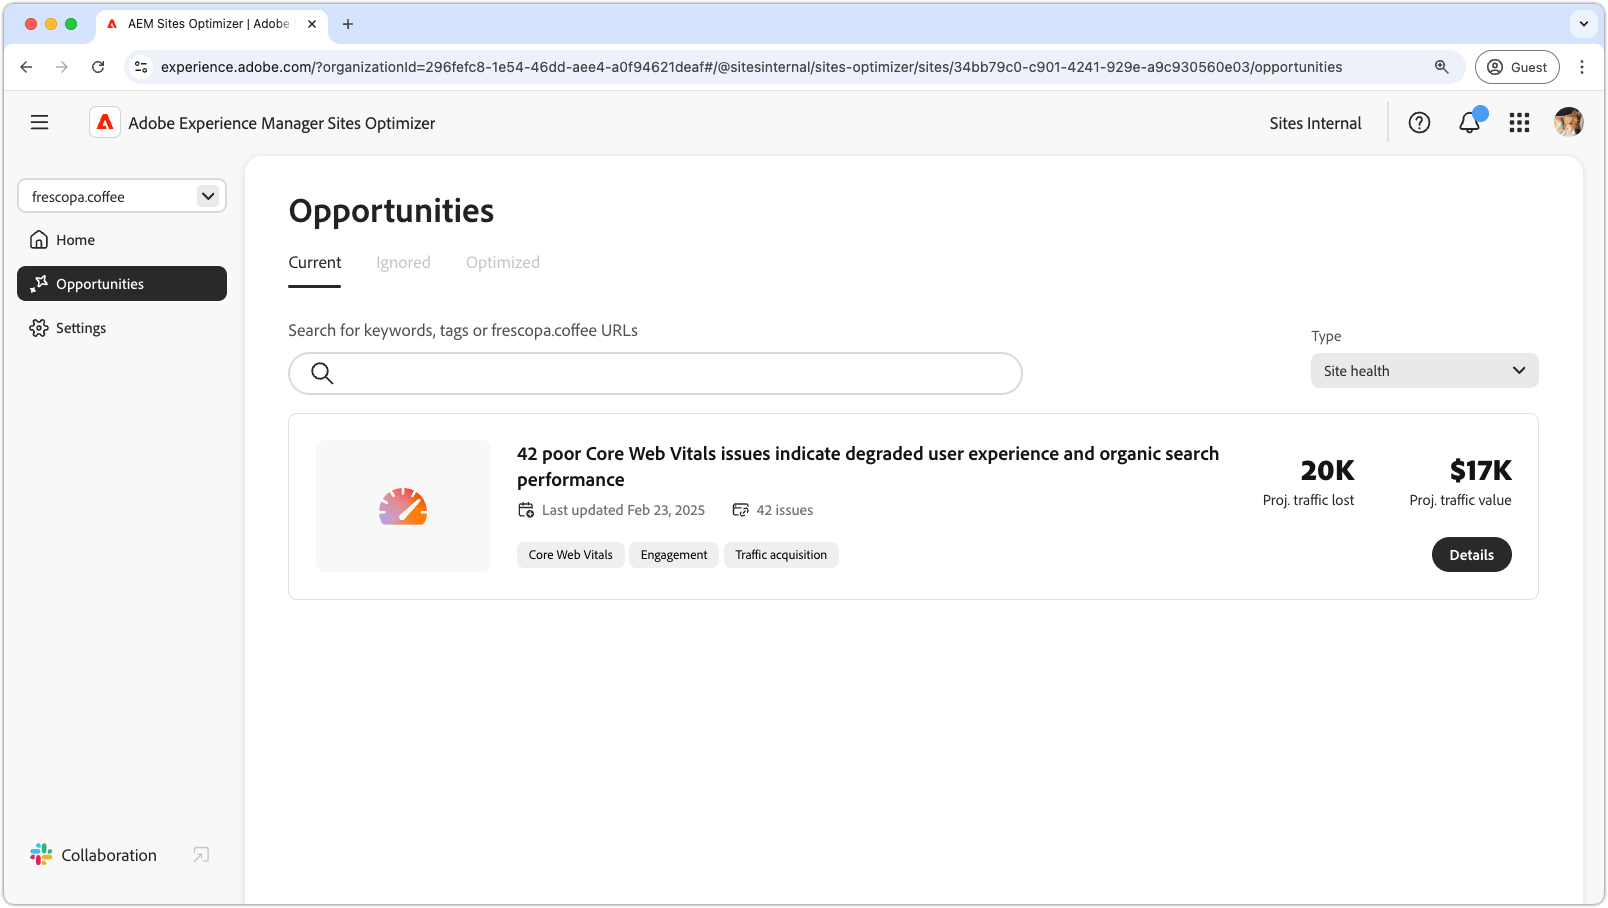 AEM Sites Optimizer | Adobe
experience.adobe.com/?organizationId=296fefc8-1e54-46dd-aee4-a0f94621deaf#/@sitesinternal/sites-optimizer/sites/34bb79c0-c901-4241-929e-a9c930560e03/opportunities
Guest
Adobe Experience Manager Sites Optimizer
Sites Internal
frescopa.coffee
Home
Opportunities
Settings
Collaboration
Opportunities
Current
Ignored
Optimized
Search for keywords, tags or frescopa.coffee URLs
Type
Site health
42 poor Core Web Vitals issues indicate degraded user experience and organic search
performance
Last updated Feb 23, 2025
42 issues
Core Web Vitals
Engagement
Traffic acquisition
20K
Proj. traffic lost
$17K
Proj. traffic value
Details